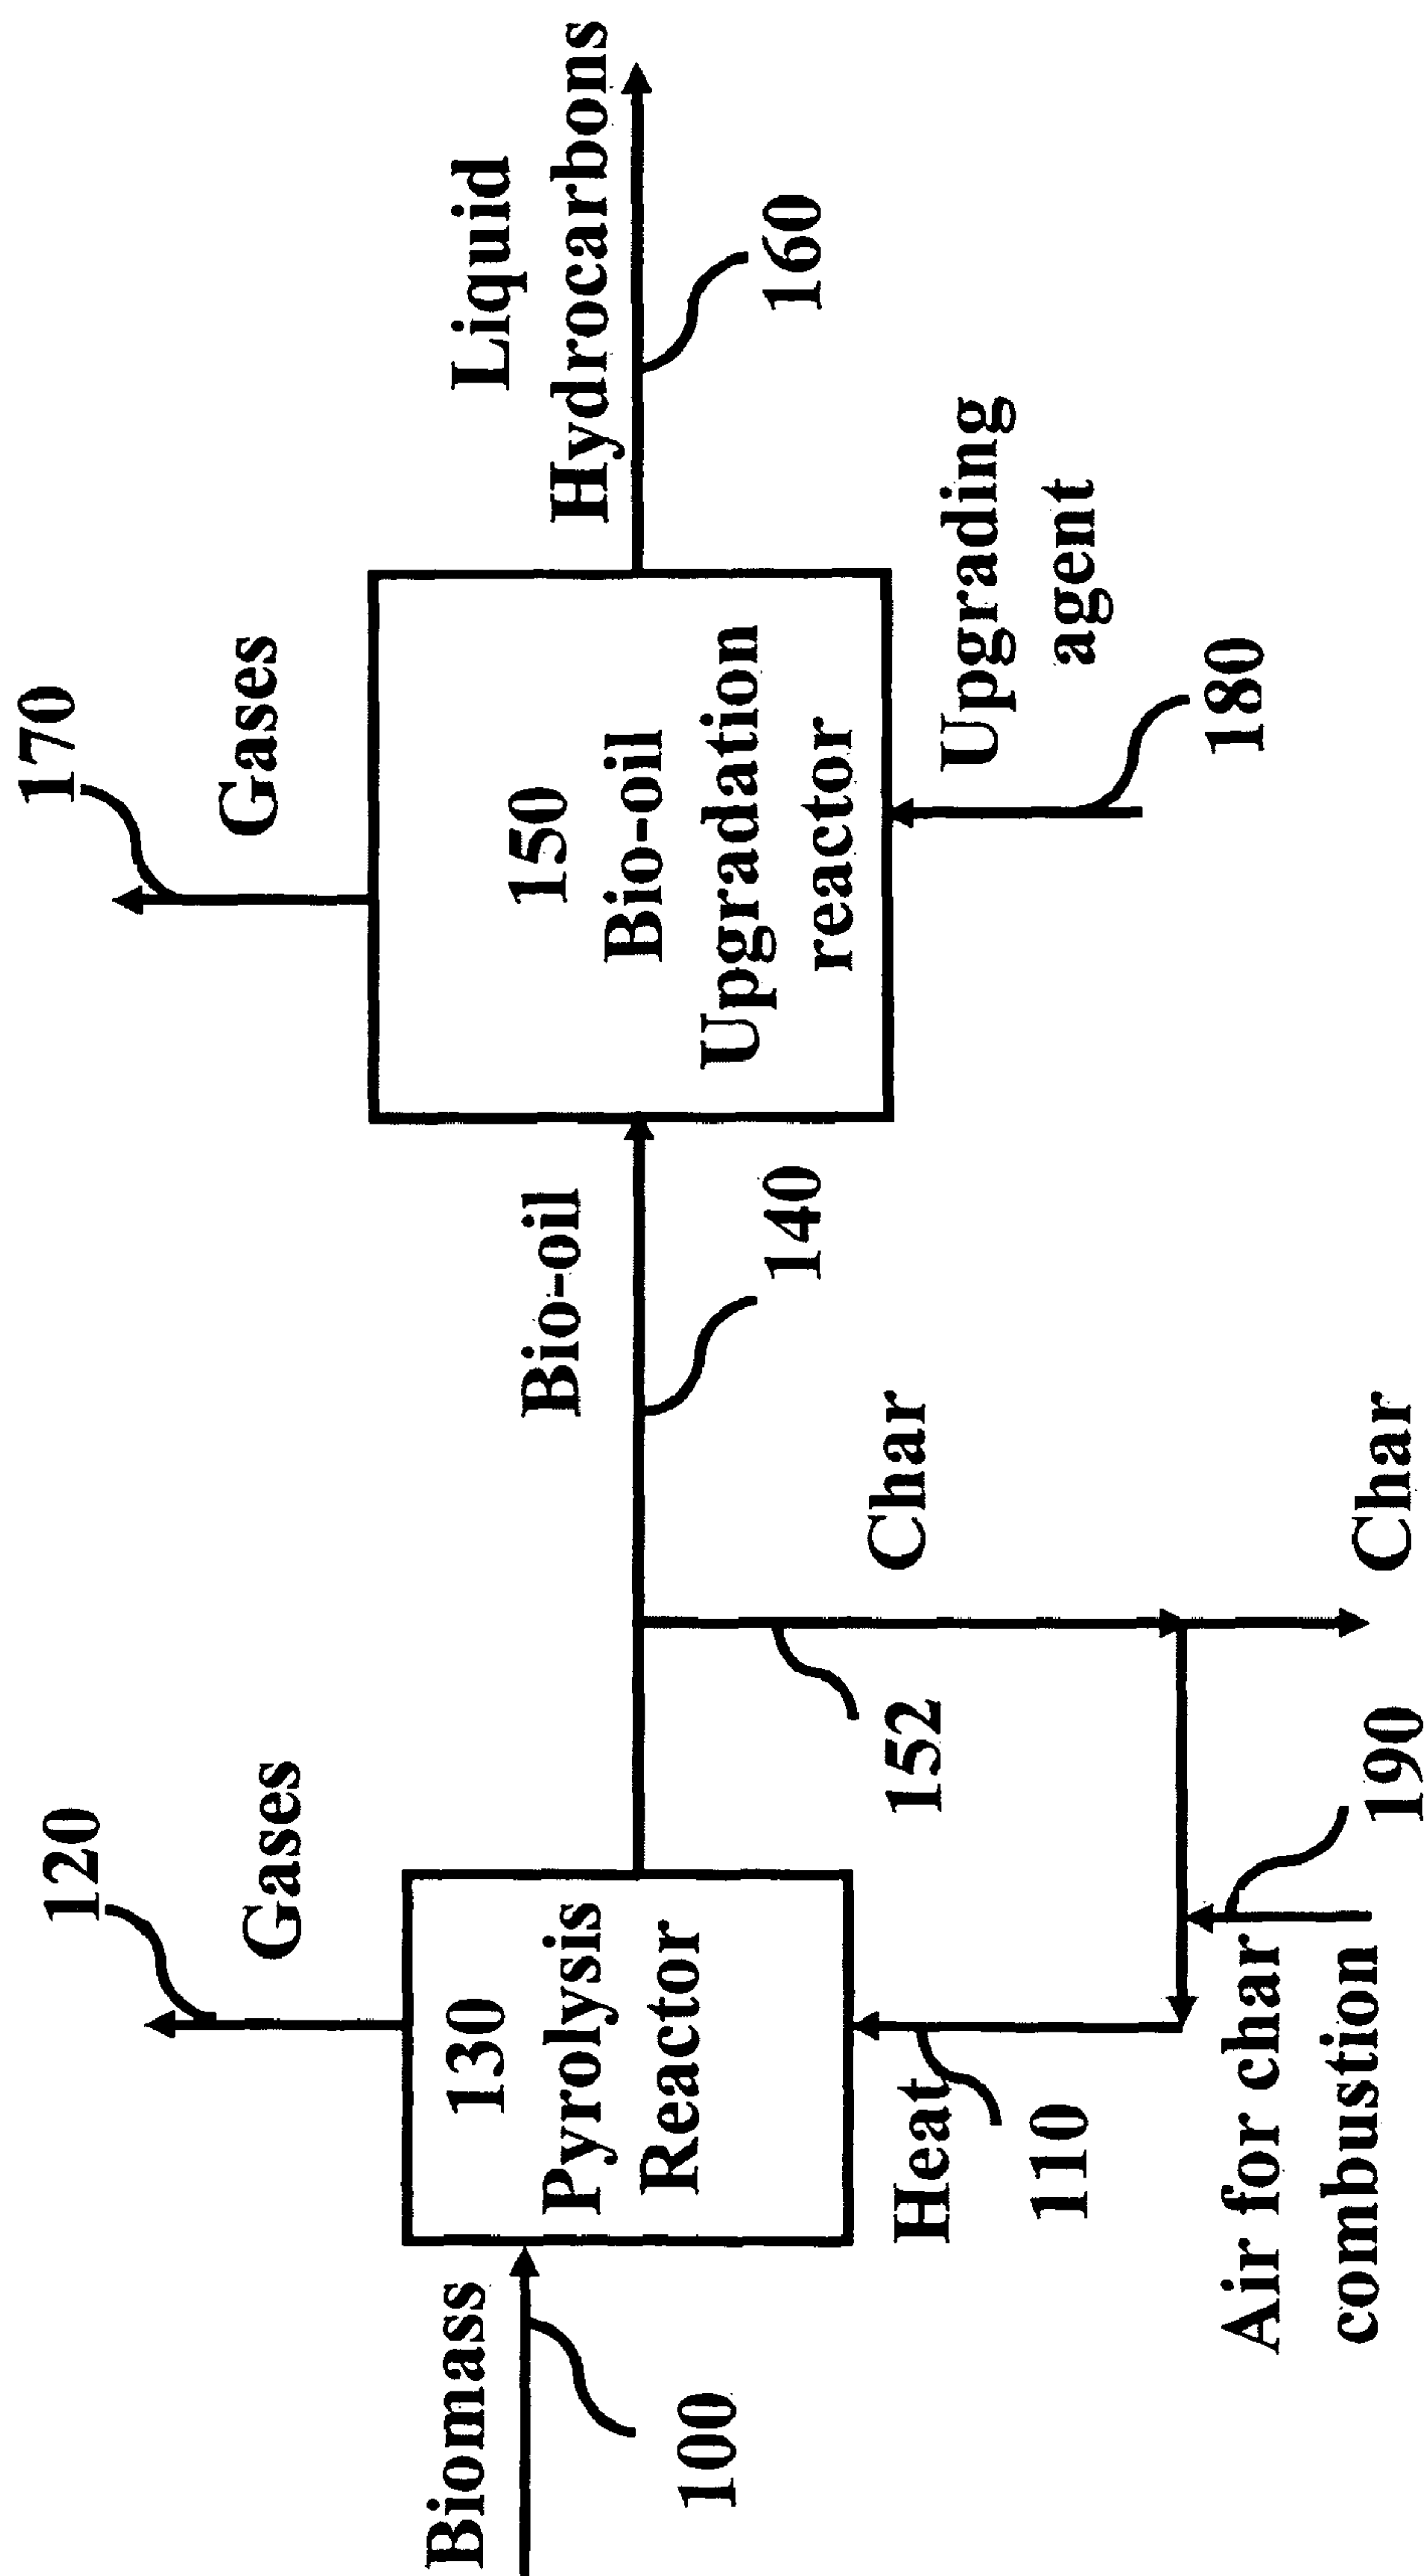 120
Gases
170
Gases
Biomass
100
130
Pyrolysis
Reactor
Bio-oil
140
150
Bio-oil
Upgradation
reactor
Liquid
Hydrocarbons
160
Heat
110
152
Char
Upgrading
agent
180
Air for char
combustion
190
Char